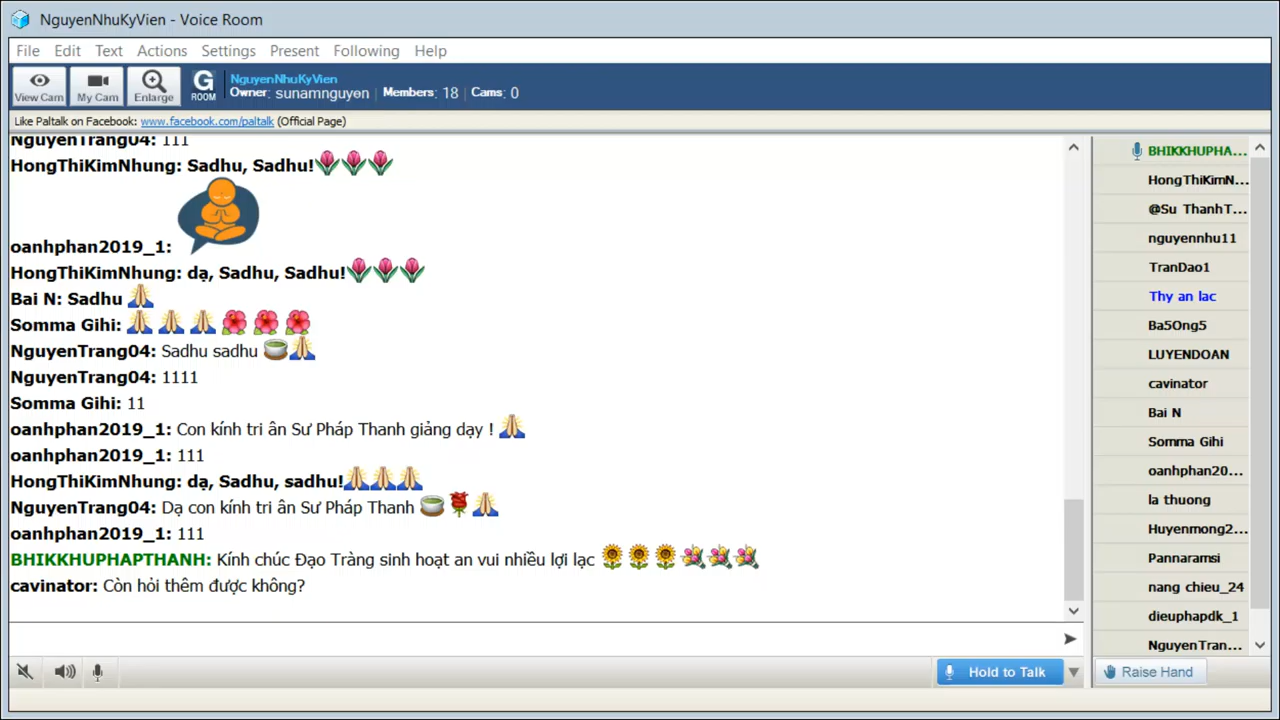 NguyenNhuKyVien - Voice Room
File Edit Text Actions Settings Present Following Help
View Cam My Cam Enlarge G ROOM
NguyenNhuKyVien
Owner: sunamnguyen | Members: 18 | Cams: 0
Like Paltalk on Facebook: www.facebook.com/paltalk (Official Page)
NguyenTrang04: 111
HongThiKimNhung: Sadhu, Sadhu!
oanhphan2019_1:
HongThiKimNhung: dạ, Sadhu, Sadhu!
Bai N: Sadhu
Somma Gihi:
NguyenTrang04: Sadhu sadhu
NguyenTrang04: 1111
Somma Gihi: 11
oanhphan2019_1: Con kính tri ân Sư Pháp Thanh giảng dạy !
oanhphan2019_1: 111
HongThiKimNhung: dạ, Sadhu, sadhu!
NguyenTrang04: Dạ con kính tri ân Sư Pháp Thanh
oanhphan2019_1: 111
BHIKKHUPHAPTHANH: Kính chúc Đạo Tràng sinh hoạt an vui nhiều lợi lạc
cavinator: Còn hỏi thêm được không?
BHIKKHUPHA...
HongThiKimN...
@Su ThanhT...
nguyennhu11
TranDao1
Thy an lac
Ba5Ong5
LUYENDOAN
cavinator
Bai N
Somma Gihi
oanhphan20...
la thuong
Huyenmong2...
Pannaramsi
nang chieu_24
dieuphapdk_1
NguyenTran...
Hold to Talk
Raise Hand